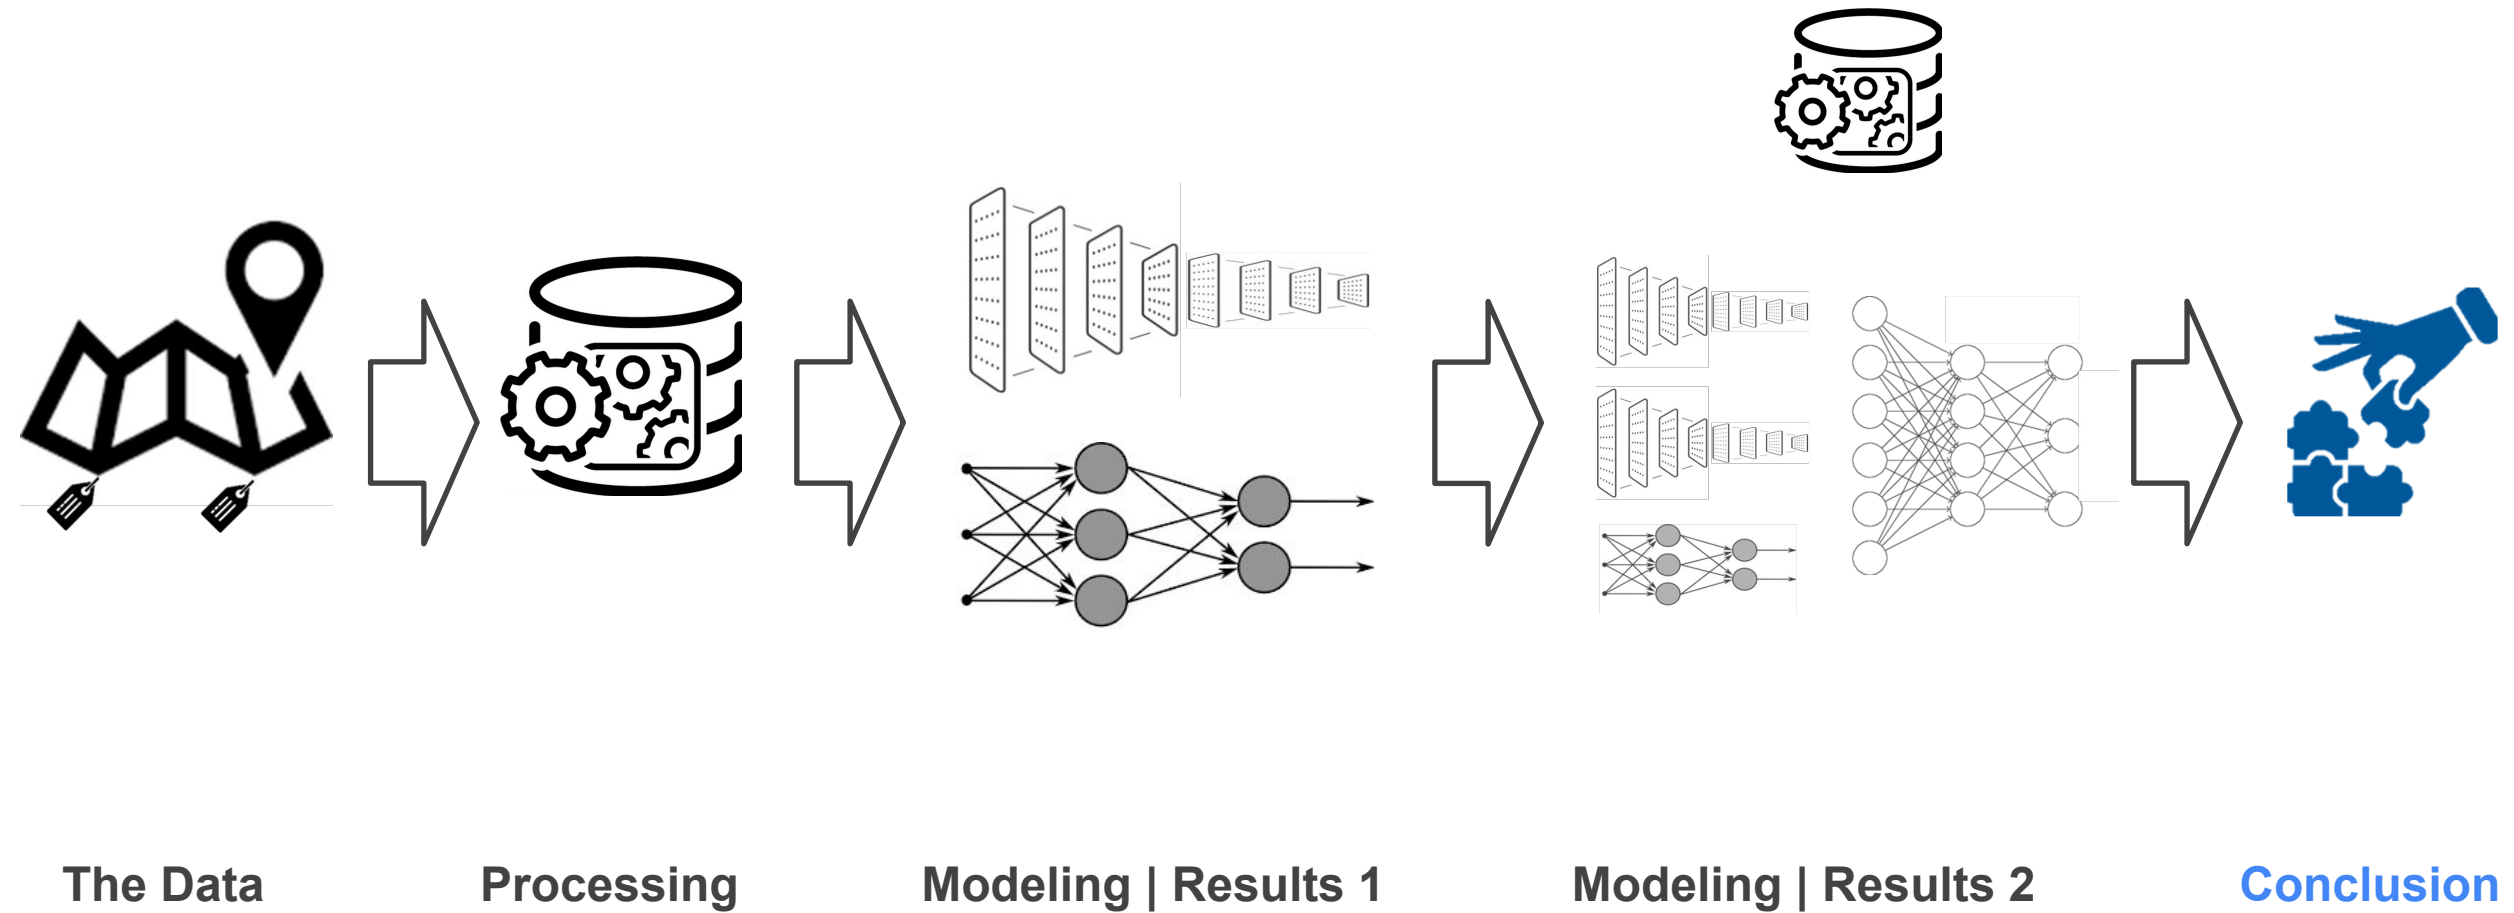 The Data
Processing
Modeling | Results 1
Modeling | Results 2
Conclusion